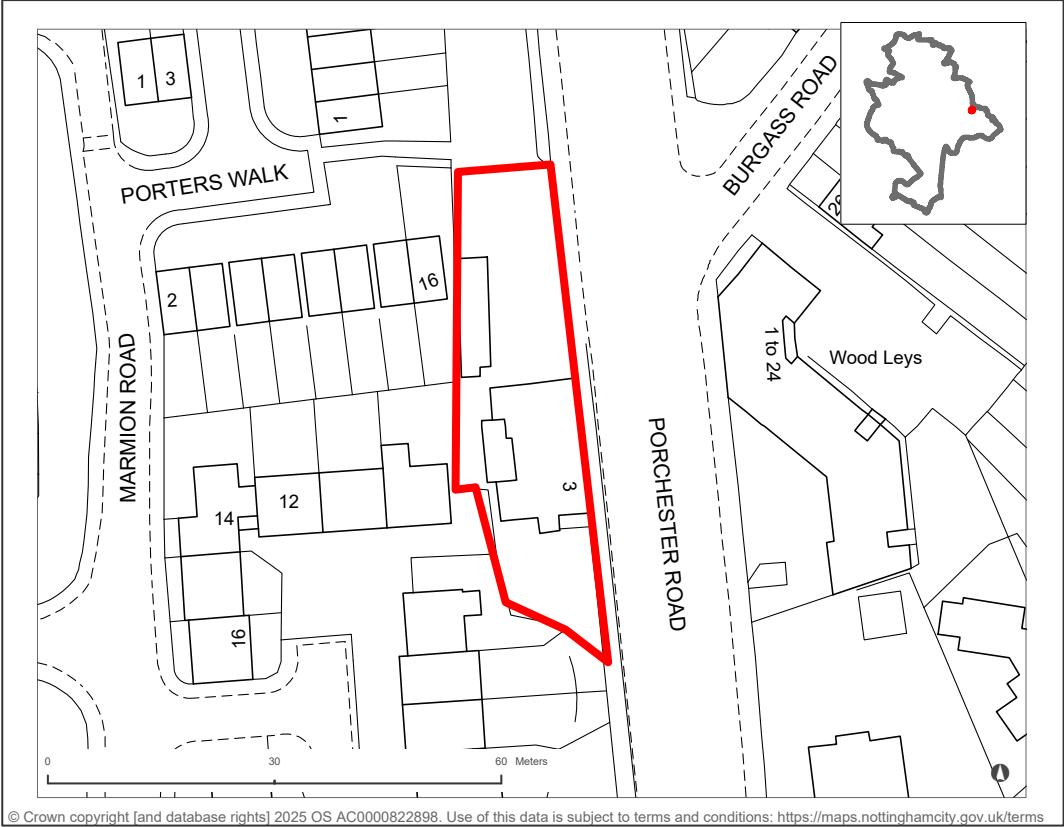 1
3
1
PORTERS WALK
BURGASS ROAD
2
16
MARMION ROAD
1 to 24
Wood Leys
PORCHESTER ROAD
12
14
3
16
0
30
60 Meters
© Crown copyright [and database rights] 2025 OS AC0000822898. Use of this data is subject to terms and conditions: https://maps.nottinghamcity.gov.uk/terms